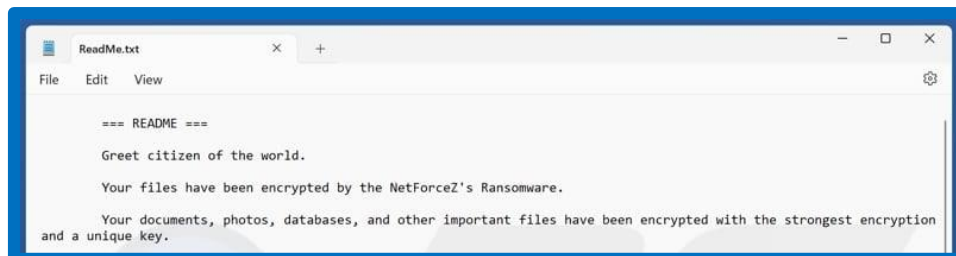 ReadMe.txt
File Edit View
=== README ===
Greet citizen of the world.
Your files have been encrypted by the NetForceZ's Ransomware.
Your documents, photos, databases, and other important files have been encrypted with the strongest encryption
and a unique key.